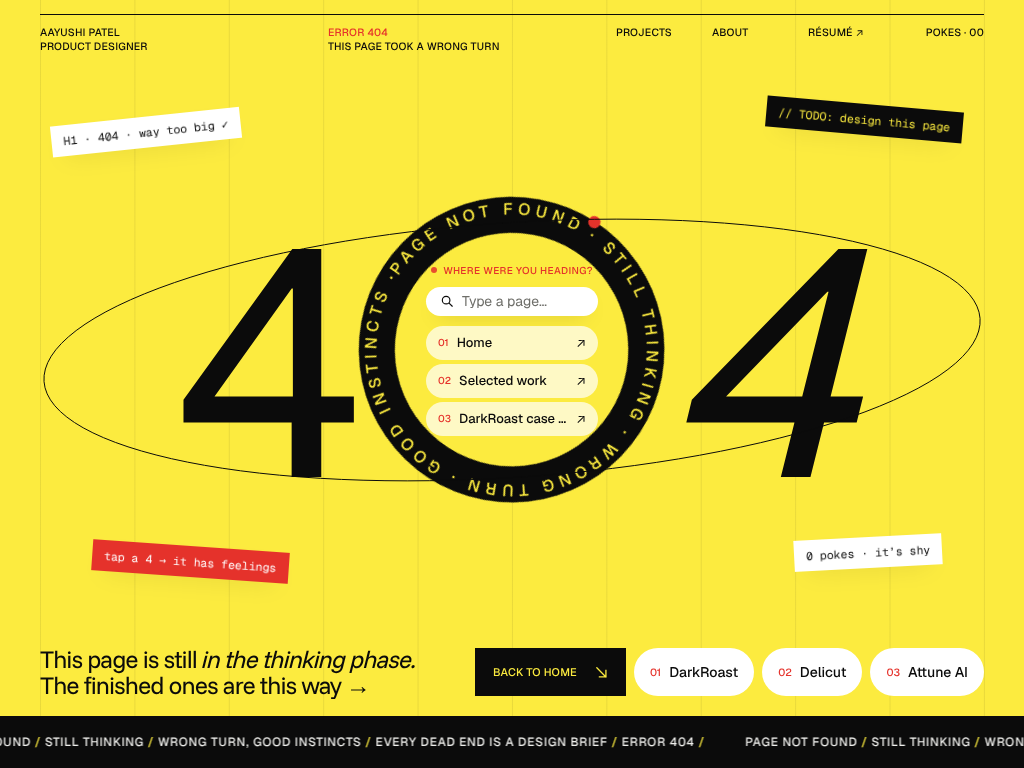 AAYUSHI PATEL
PRODUCT DESIGNER
ERROR 404
THIS PAGE TOOK A WRONG TURN
PROJECTS
ABOUT
RÉSUMÉ ↗
POKES · 00
H1 · 404 · way too big ✓
// TODO: design this page
4
PAGE NOT FOUND · STILL THINKING · WRONG TURN · GOOD INSTINCTS ·
4
WHERE WERE YOU HEADING?
Type a page...
01 Home ↗
02 Selected work ↗
03 DarkRoast case ... ↗
tap a 4 → it has feelings
0 pokes · it's shy
This page is still in the thinking phase.
The finished ones are this way →
BACK TO HOME ↘
01 DarkRoast
02 Delicut
03 Attune AI
OUND / STILL THINKING / WRONG TURN, GOOD INSTINCTS / EVERY DEAD END IS A DESIGN BRIEF / ERROR 404 / PAGE NOT FOUND / STILL THINKING / WRON